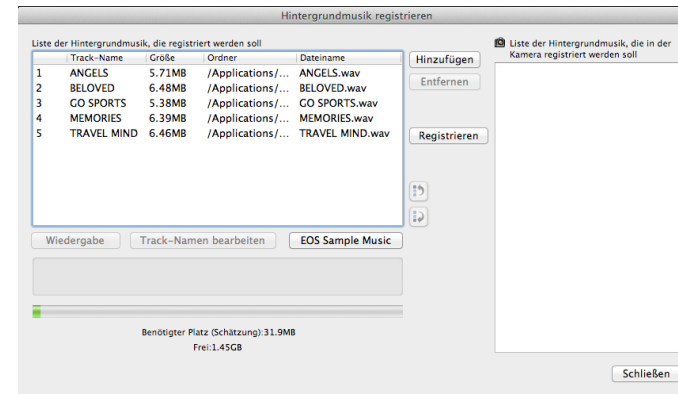 Hintergrundmusik registrieren
Liste der Hintergrundmusik, die registriert werden soll
Track-Name Größe Ordner Dateiname
1 ANGELS 5.71MB /Applications/... ANGELS.wav
2 BELOVED 6.48MB /Applications/... BELOVED.wav
3 GO SPORTS 5.38MB /Applications/... GO SPORTS.wav
4 MEMORIES 6.39MB /Applications/... MEMORIES.wav
5 TRAVEL MIND 6.46MB /Applications/... TRAVEL MIND.wav
Wiedergabe Track-Namen bearbeiten EOS Sample Music
Benötigter Platz (Schätzung):31.9MB
Frei:1.45GB
Hinzufügen
Entfernen
Registrieren
Liste der Hintergrundmusik, die in der
Kamera registriert werden soll
Schließen